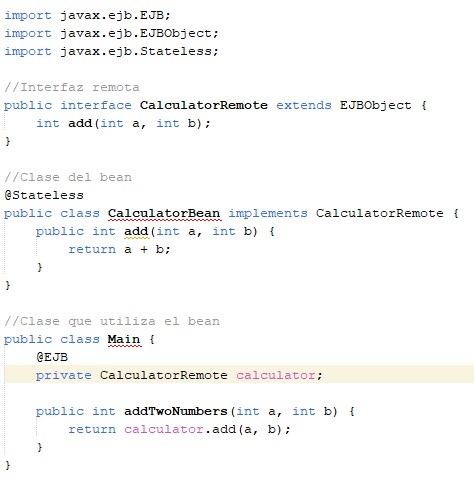 import javax.ejb.EJB;
import javax.ejb.EJBObject;
import javax.ejb.Stateless;

//Interfaz remota
public interface CalculatorRemote extends EJBObject {
    int add(int a, int b);
}

//Clase del bean
@Stateless
public class CalculatorBean implements CalculatorRemote {
    public int add(int a, int b) {
        return a + b;
    }
}

//Clase que utiliza el bean
public class Main {
    @EJB
    private CalculatorRemote calculator;

    public int addTwoNumbers(int a, int b) {
        return calculator.add(a, b);
    }
}